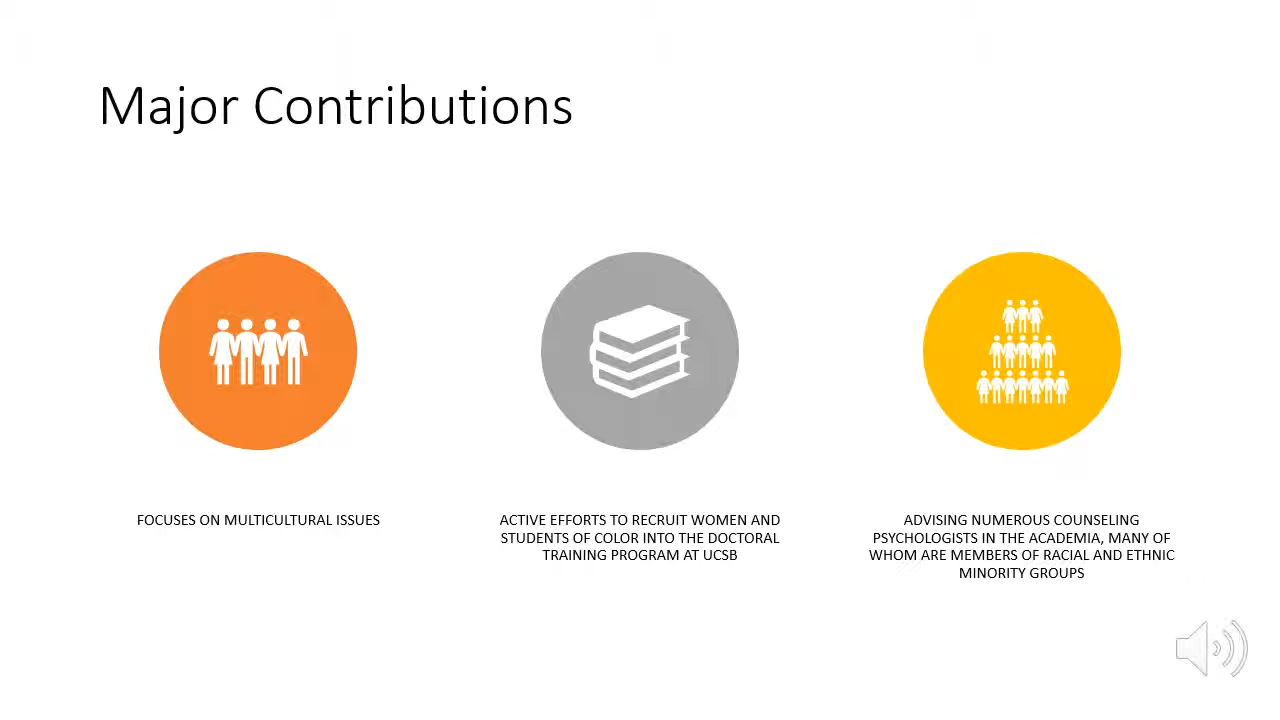 Major Contributions
FOCUSES ON MULTICULTURAL ISSUES
ACTIVE EFFORTS TO RECRUIT WOMEN AND
STUDENTS OF COLOR INTO THE DOCTORAL
TRAINING PROGRAM AT UCSB
ADVISING NUMEROUS COUNSELING
PSYCHOLOGISTS IN THE ACADEMIA, MANY OF
WHOM ARE MEMBERS OF RACIAL AND ETHNIC
MINORITY GROUPS